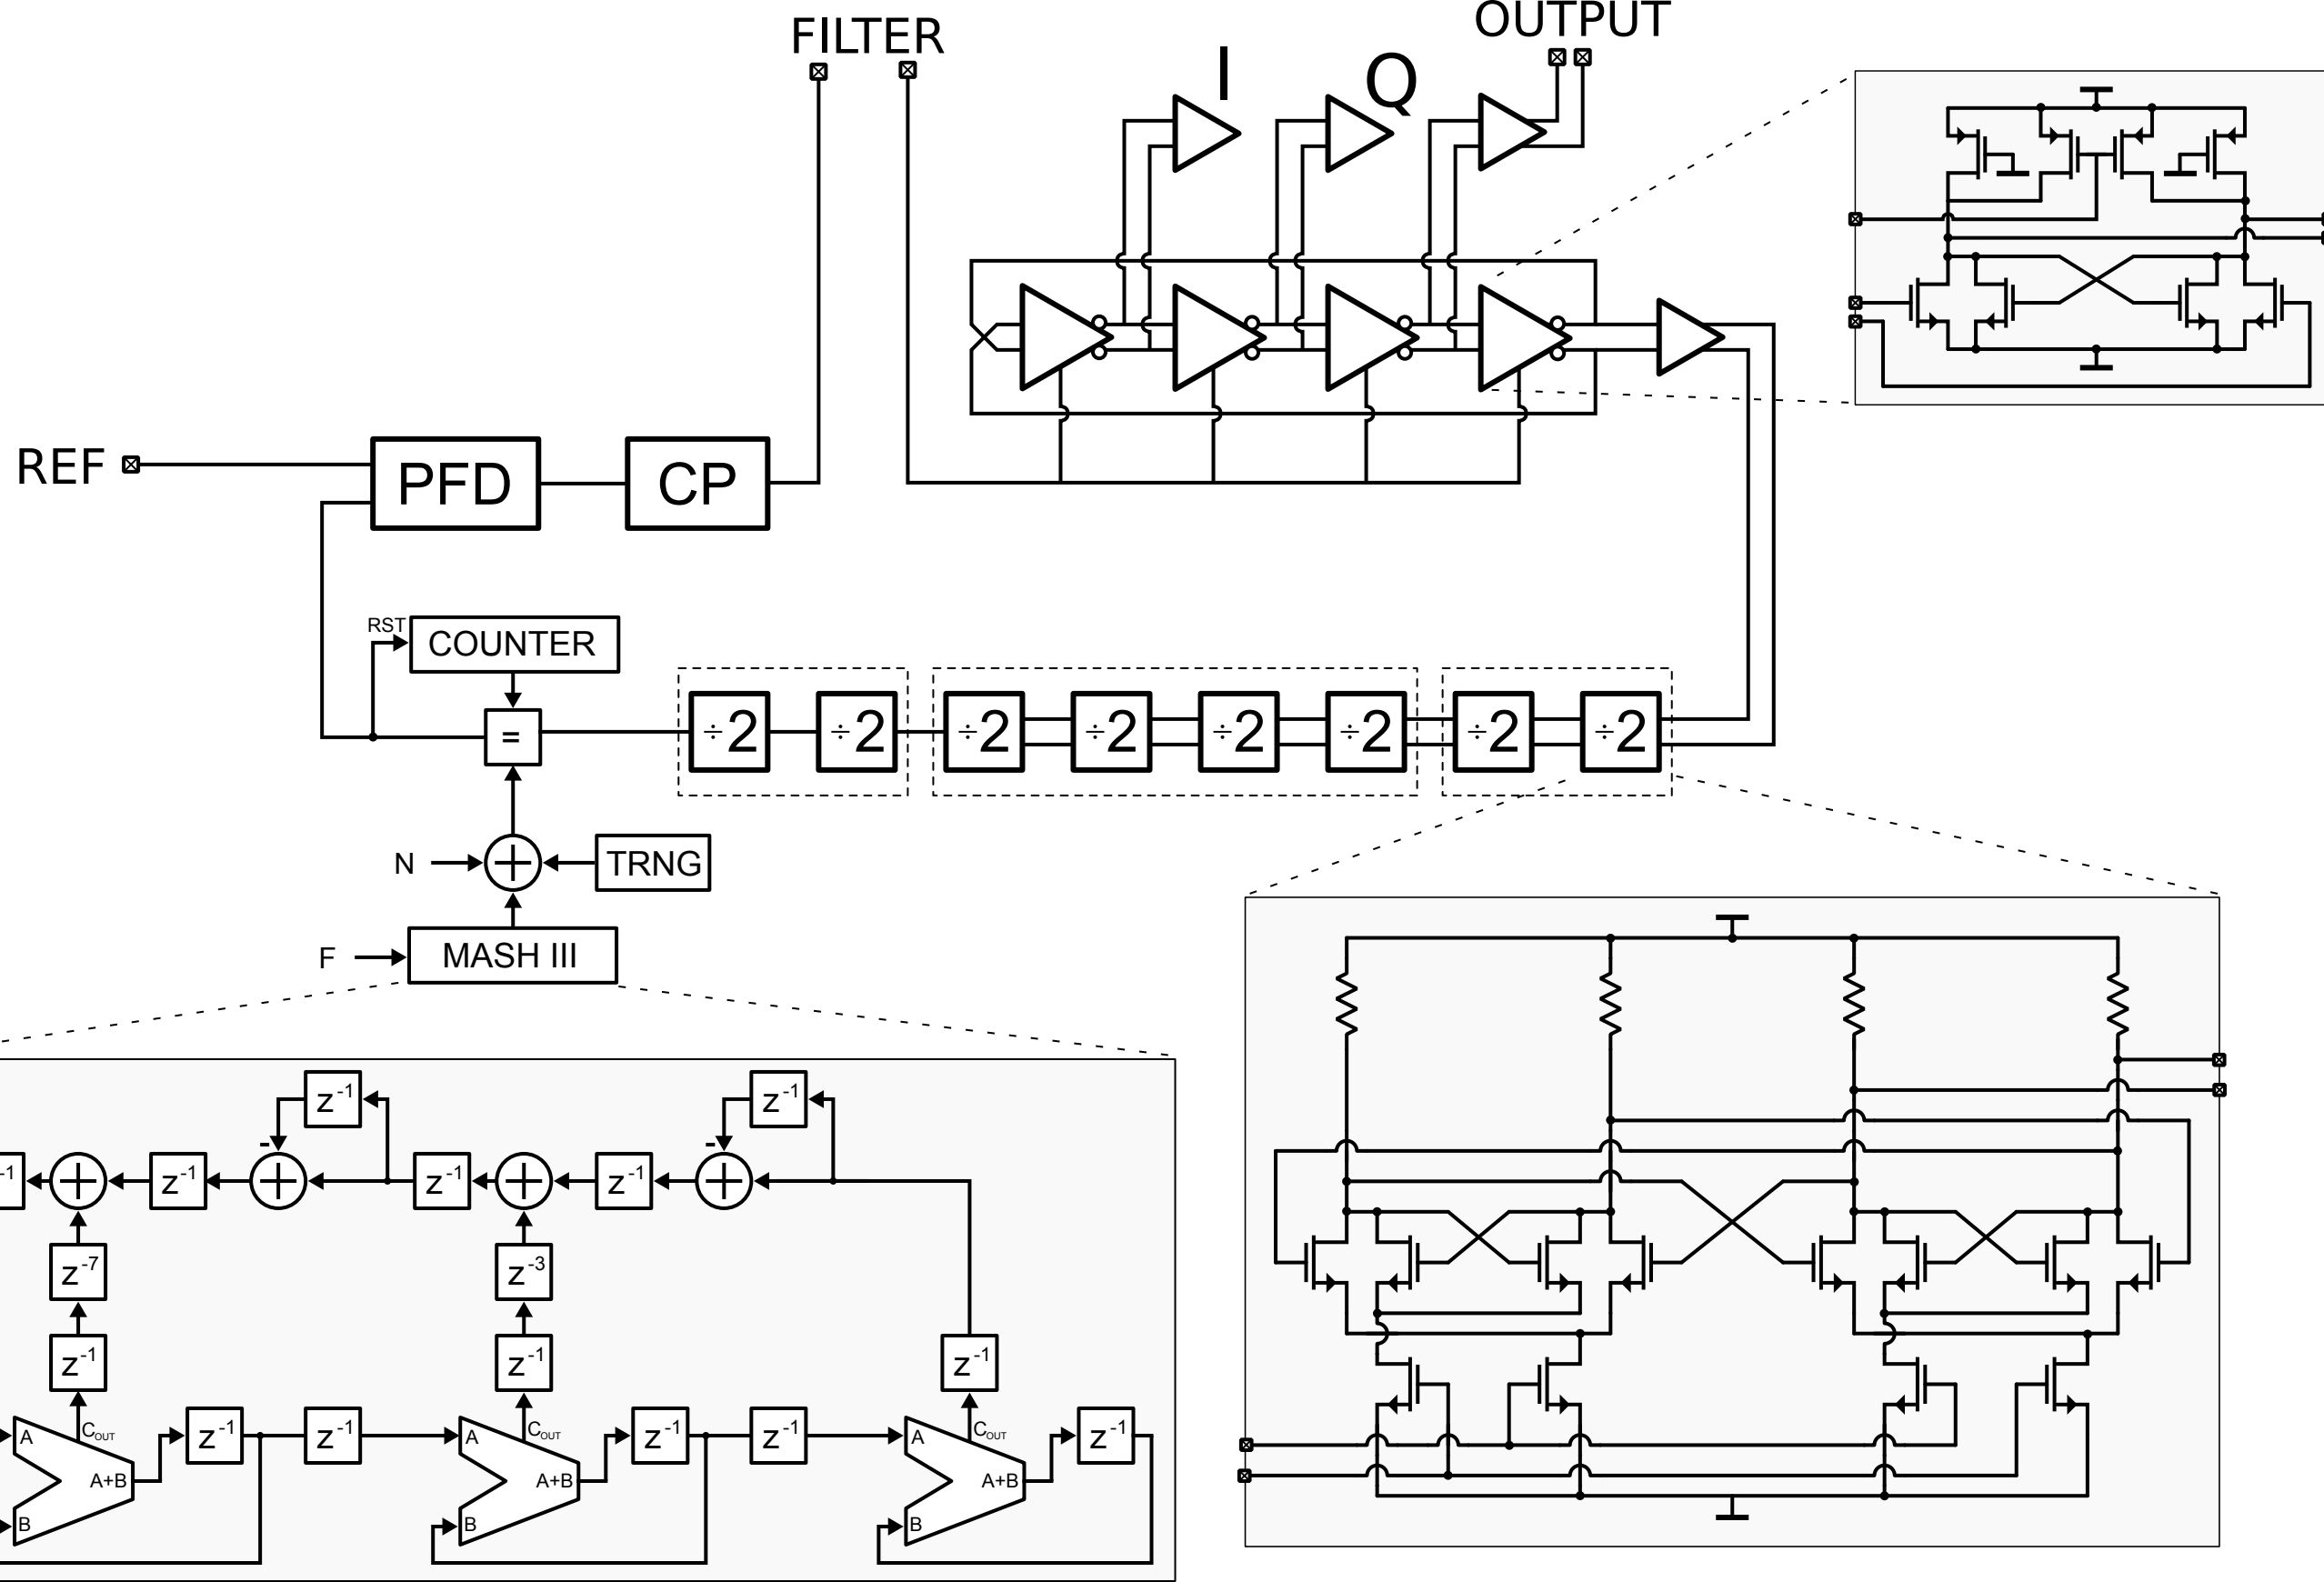 FILTER
OUTPUT
I
Q
REF
PFD
CP
RST
COUNTER
=
÷2
÷2
÷2
÷2
÷2
÷2
÷2
÷2
N
TRNG
F
MASH III
z-1
z-1
-
-
-1
z-1
z-1
z-1
z-7
z-3
z-1
z-1
z-1
A
COUT
A+B
B
z-1
z-1
A
COUT
A+B
B
z-1
z-1
A
COUT
A+B
B
z-1